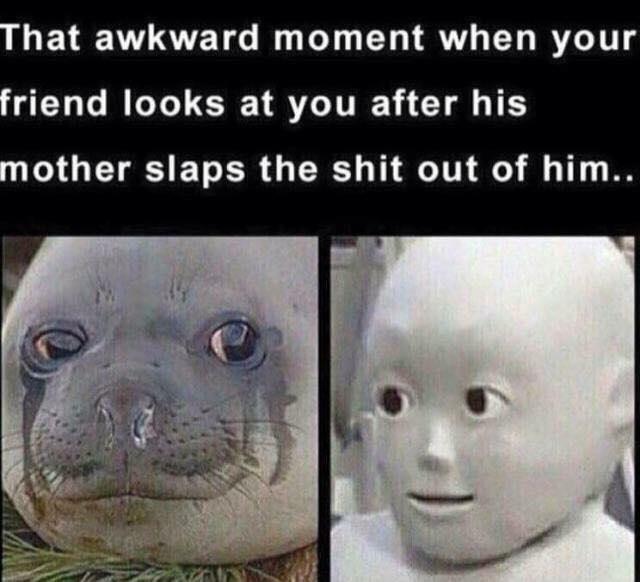 That awkward moment when your
friend looks at you after his
mother slaps the shit out of him..